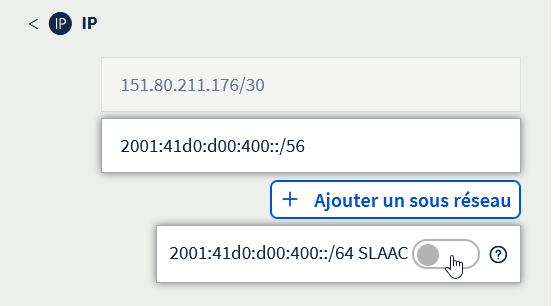 < IP IP
151.80.211.176/30
2001:41d0:d00:400::/56
+ Ajouter un sous réseau
2001:41d0:d00:400::/64 SLAAC ?